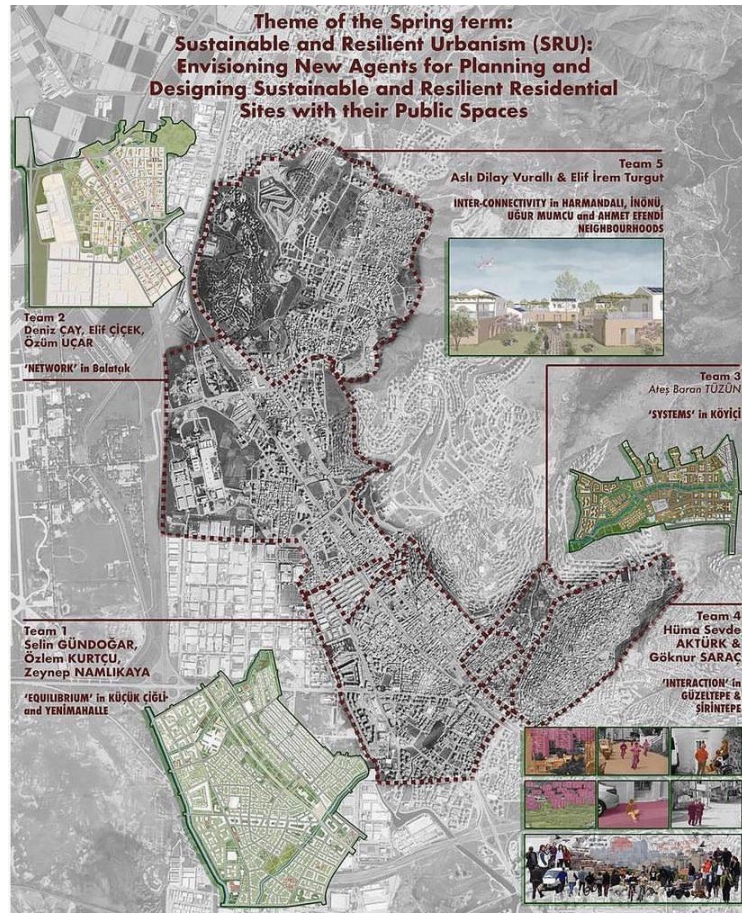 Theme of the Spring term:
Sustainable and Resilient Urbanism (SRU):
Envisioning New Agents for Planning and
Designing Sustainable and Resilient Residential
Sites with their Public Spaces
Team 5
Aslı Dilay Vurallı & Elif İrem Turgut
INTER-CONNECTIVITY in HARMANDALI, İNÖNÜ,
UĞUR MUMCU and AHMET EFENDİ
NEIGHBOURHOODS
Team 2
Deniz ÇAY, Elif ÇİÇEK,
Özüm UÇAR
'NETWORK' in Balatçık
Team 3
Ateş Baran TÜZÜN
'SYSTEMS' in KÖYİÇİ
Team 1
Selin GÜNDOĞAR,
Özlem KURTÇU,
Zeynep NAMLIKAYA
'EQUILIBRIUM' in KÜÇÜK ÇİĞLİ
and YENİMAHALLE
Team 4
Hüma Sevde
AKTÜRK &
Göknur SARAÇ
'INTERACTION' in
GÜZELTEPE &
ŞİRİNTEPE